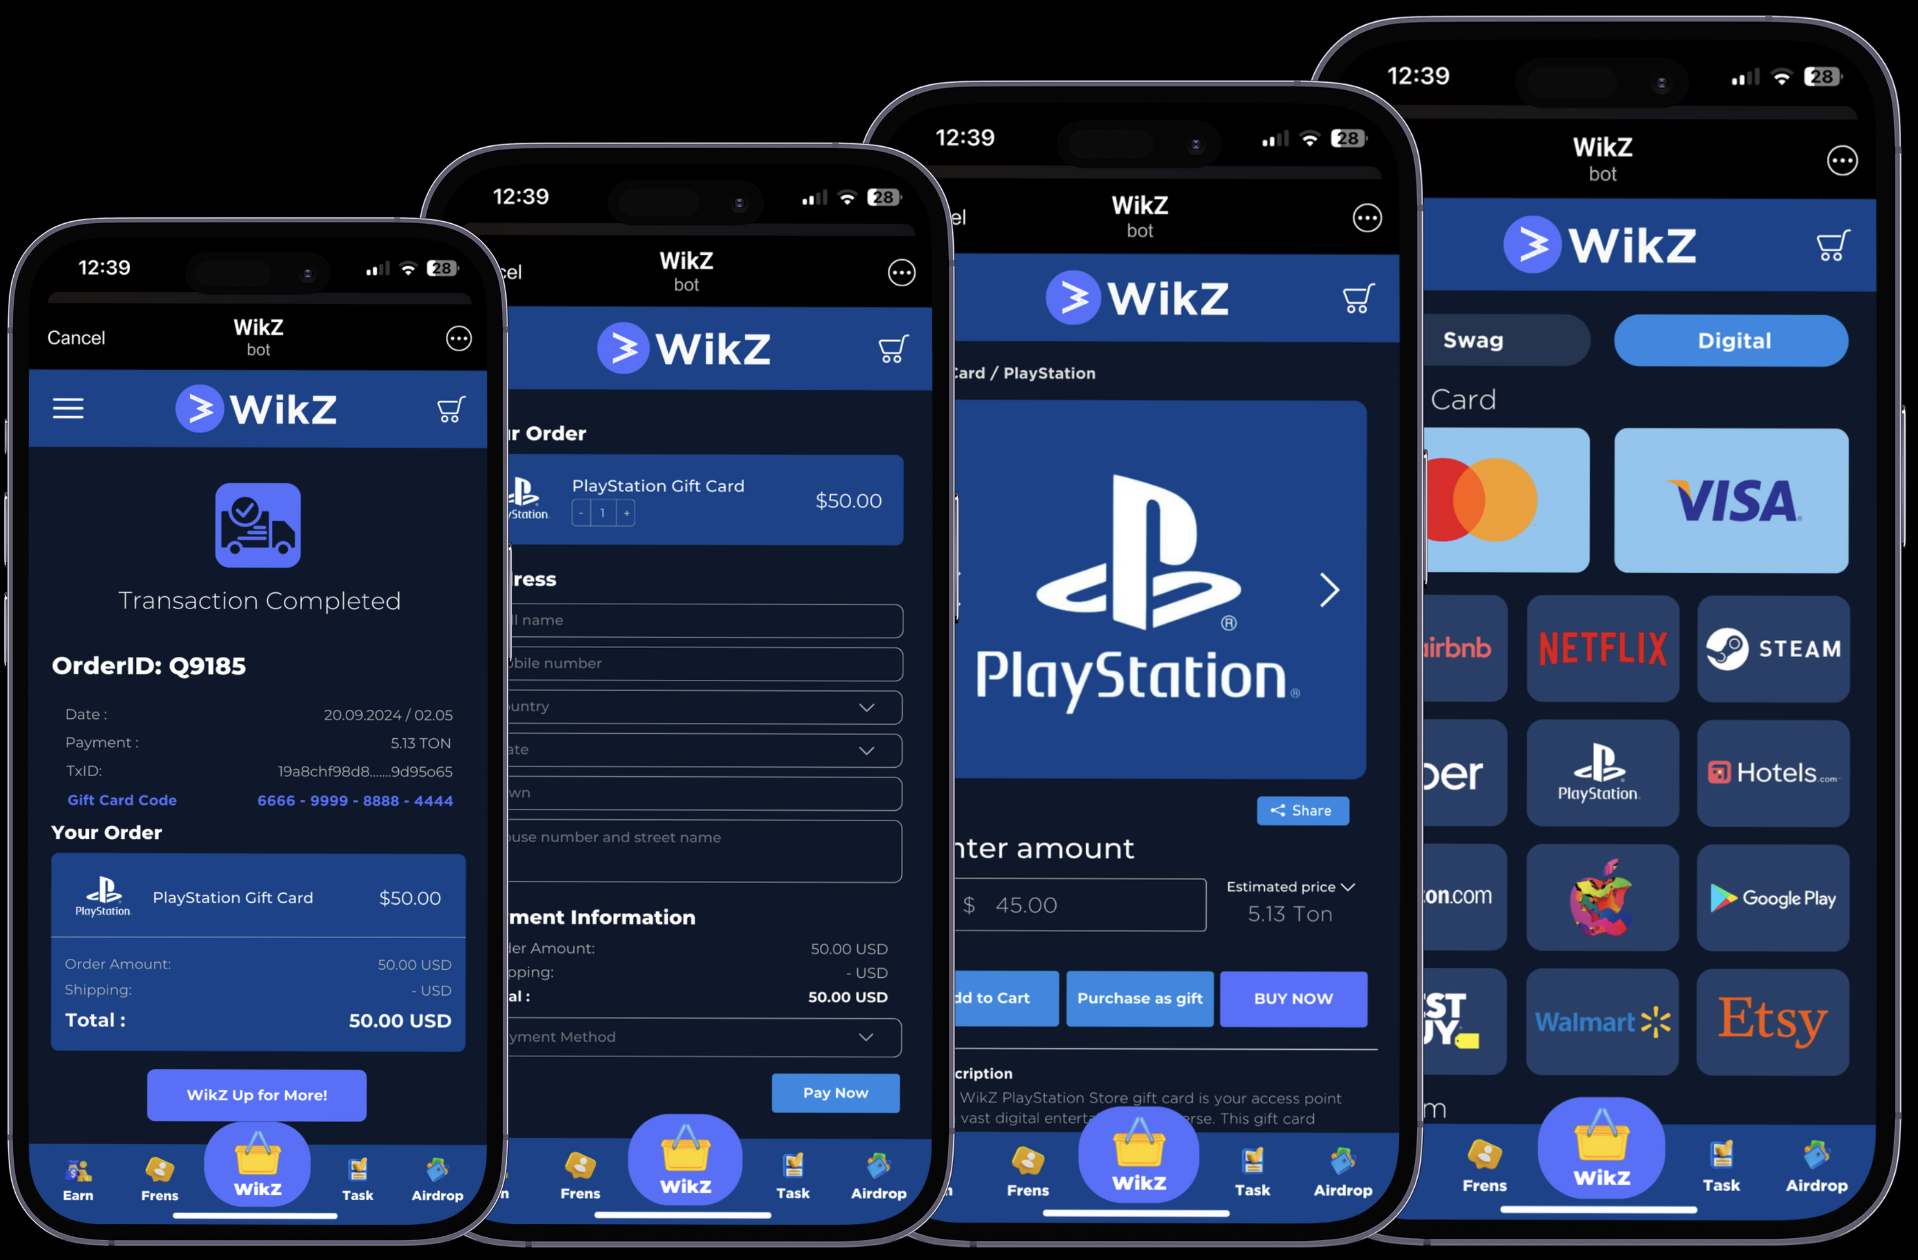 12:39
28
Cancel
WikZ
bot
WikZ
Transaction Completed
OrderID: Q9185
Date : 20.09.2024 / 02.05
Payment : 5.13 TON
TxID: 19a8chf98d8......9d95o65
Gift Card Code 6666 - 9999 - 8888 - 4444
Your Order
PlayStation
PlayStation Gift Card $50.00
Order Amount: 50.00 USD
Shipping: - USD
Total : 50.00 USD
WikZ Up for More!
Earn Frens WikZ Task Airdrop
12:39
28
cel
WikZ
bot
WikZ
r Order
PlayStation Gift Card
- 1 +
$50.00
yStation
ress
l name
bile number
untry
ate
wn
use number and street name
ment Information
der Amount: 50.00 USD
pping: - USD
al : 50.00 USD
yment Method
Pay Now
n Frens WikZ Task Airdrop
12:39
28
el
WikZ
bot
WikZ
Card / PlayStation
PlayStation®
Share
nter amount
$ 45.00
Estimated price
5.13 Ton
dd to Cart
Purchase as gift
BUY NOW
cription
WikZ PlayStation Store gift card is your access point
vast digital enterta rse. This gift card
n Frens WikZ Task Airdrop
12:39
28
WikZ
bot
WikZ
Swag
Digital
Card
VISA
irbnb
NETFLIX
STEAM
ber
PlayStation
Hotels.com
on.com
Google Play
ST
UY
Walmart
Etsy
m
Frens WikZ Task Airdrop